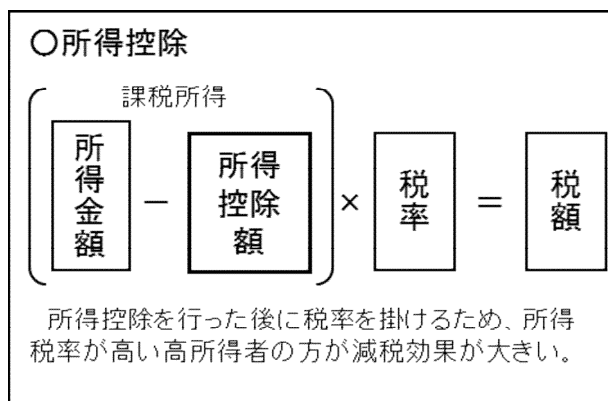 〇所得控除
課税所得
( 所得金額 － 所得控除額 ) × 税率 ＝ 税額
所得控除を行った後に税率を掛けるため、所得
税率が高い高所得者の方が減税効果が大きい。